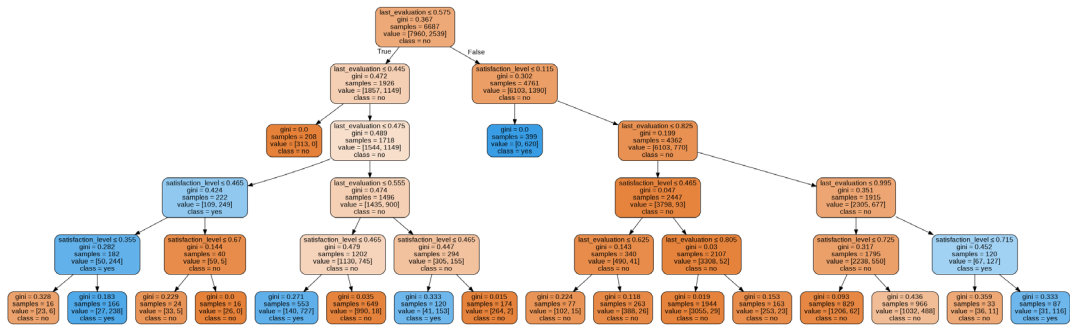 last_evaluation ≤ 0.575
gini = 0.367
samples = 6687
value = [7960, 2539]
class = no
True
False
last_evaluation ≤ 0.445
gini = 0.472
samples = 1926
value = [1857, 1149]
class = no
satisfaction_level ≤ 0.115
gini = 0.302
samples = 4761
value = [6103, 1390]
class = no
gini = 0.0
samples = 208
value = [313, 0]
class = no
last_evaluation ≤ 0.475
gini = 0.489
samples = 1718
value = [1544, 1149]
class = no
gini = 0.0
samples = 399
value = [0, 620]
class = yes
last_evaluation ≤ 0.825
gini = 0.199
samples = 4362
value = [6103, 770]
class = no
satisfaction_level ≤ 0.465
gini = 0.424
samples = 222
value = [109, 249]
class = yes
last_evaluation ≤ 0.555
gini = 0.474
samples = 1496
value = [1435, 900]
class = no
satisfaction_level ≤ 0.465
gini = 0.047
samples = 2447
value = [3798, 93]
class = no
last_evaluation ≤ 0.995
gini = 0.351
samples = 1915
value = [2305, 677]
class = no
satisfaction_level ≤ 0.355
gini = 0.282
samples = 182
value = [50, 244]
class = yes
satisfaction_level ≤ 0.67
gini = 0.144
samples = 40
value = [59, 5]
class = no
satisfaction_level ≤ 0.465
gini = 0.479
samples = 1202
value = [1130, 745]
class = no
satisfaction_level ≤ 0.465
gini = 0.447
samples = 294
value = [305, 155]
class = no
last_evaluation ≤ 0.625
gini = 0.143
samples = 340
value = [490, 41]
class = no
last_evaluation ≤ 0.805
gini = 0.03
samples = 2107
value = [3308, 52]
class = no
satisfaction_level ≤ 0.725
gini = 0.317
samples = 1795
value = [2238, 550]
class = no
satisfaction_level ≤ 0.715
gini = 0.452
samples = 120
value = [67, 127]
class = yes
gini = 0.328
samples = 16
value = [23, 6]
class = no
gini = 0.183
samples = 166
value = [27, 238]
class = yes
gini = 0.229
samples = 24
value = [33, 5]
class = no
gini = 0.0
samples = 16
value = [26, 0]
class = no
gini = 0.271
samples = 553
value = [140, 727]
class = yes
gini = 0.035
samples = 649
value = [990, 18]
class = no
gini = 0.333
samples = 120
value = [41, 153]
class = yes
gini = 0.015
samples = 174
value = [264, 2]
class = no
gini = 0.224
samples = 77
value = [102, 15]
class = no
gini = 0.118
samples = 263
value = [388, 26]
class = no
gini = 0.019
samples = 1944
value = [3055, 29]
class = no
gini = 0.153
samples = 163
value = [253, 23]
class = no
gini = 0.093
samples = 829
value = [1206, 62]
class = no
gini = 0.436
samples = 966
value = [1032, 488]
class = no
gini = 0.359
samples = 33
value = [36, 11]
class = no
gini = 0.333
samples = 87
value = [31, 116]
class = yes